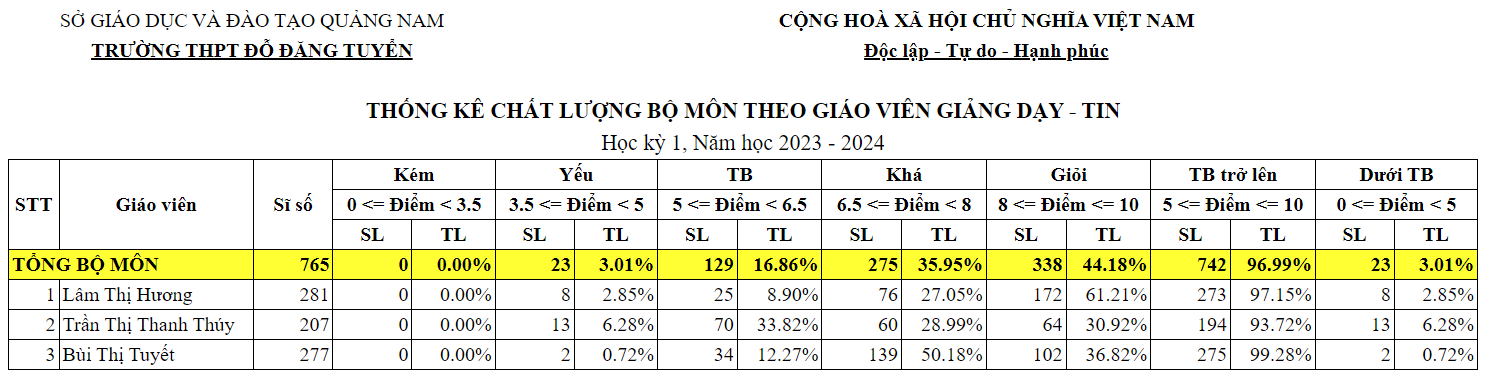 SỞ GIÁO DỤC VÀ ĐÀO TẠO QUẢNG NAM CỘNG HOÀ XÃ HỘI CHỦ NGHĨA VIỆT NAM
TRƯỜNG THPT ĐỖ ĐĂNG TUYỂN Độc lập - Tự do - Hạnh phúc
THỐNG KÊ CHẤT LƯỢNG BỘ MÔN THEO GIÁO VIÊN GIẢNG DẠY - TIN
Học kỳ 1, Năm học 2023 - 2024
STT Giáo viên Sĩ số Kém Yếu TB Khá Giỏi TB trở lên Dưới TB
0 <= Điểm < 3.5 3.5 <= Điểm < 5 5 <= Điểm < 6.5 6.5 <= Điểm < 8 8 <= Điểm <= 10 5 <= Điểm <= 10 0 <= Điểm < 5
SL TL SL TL SL TL SL TL SL TL SL TL SL TL
TỔNG BỘ MÔN 765 0 0.00% 23 3.01% 129 16.86% 275 35.95% 338 44.18% 742 96.99% 23 3.01%
1 Lâm Thị Hương 281 0 0.00% 8 2.85% 25 8.90% 76 27.05% 172 61.21% 273 97.15% 8 2.85%
2 Trần Thị Thanh Thúy 207 0 0.00% 13 6.28% 70 33.82% 60 28.99% 64 30.92% 194 93.72% 13 6.28%
3 Bùi Thị Tuyết 277 0 0.00% 2 0.72% 34 12.27% 139 50.18% 102 36.82% 275 99.28% 2 0.72%